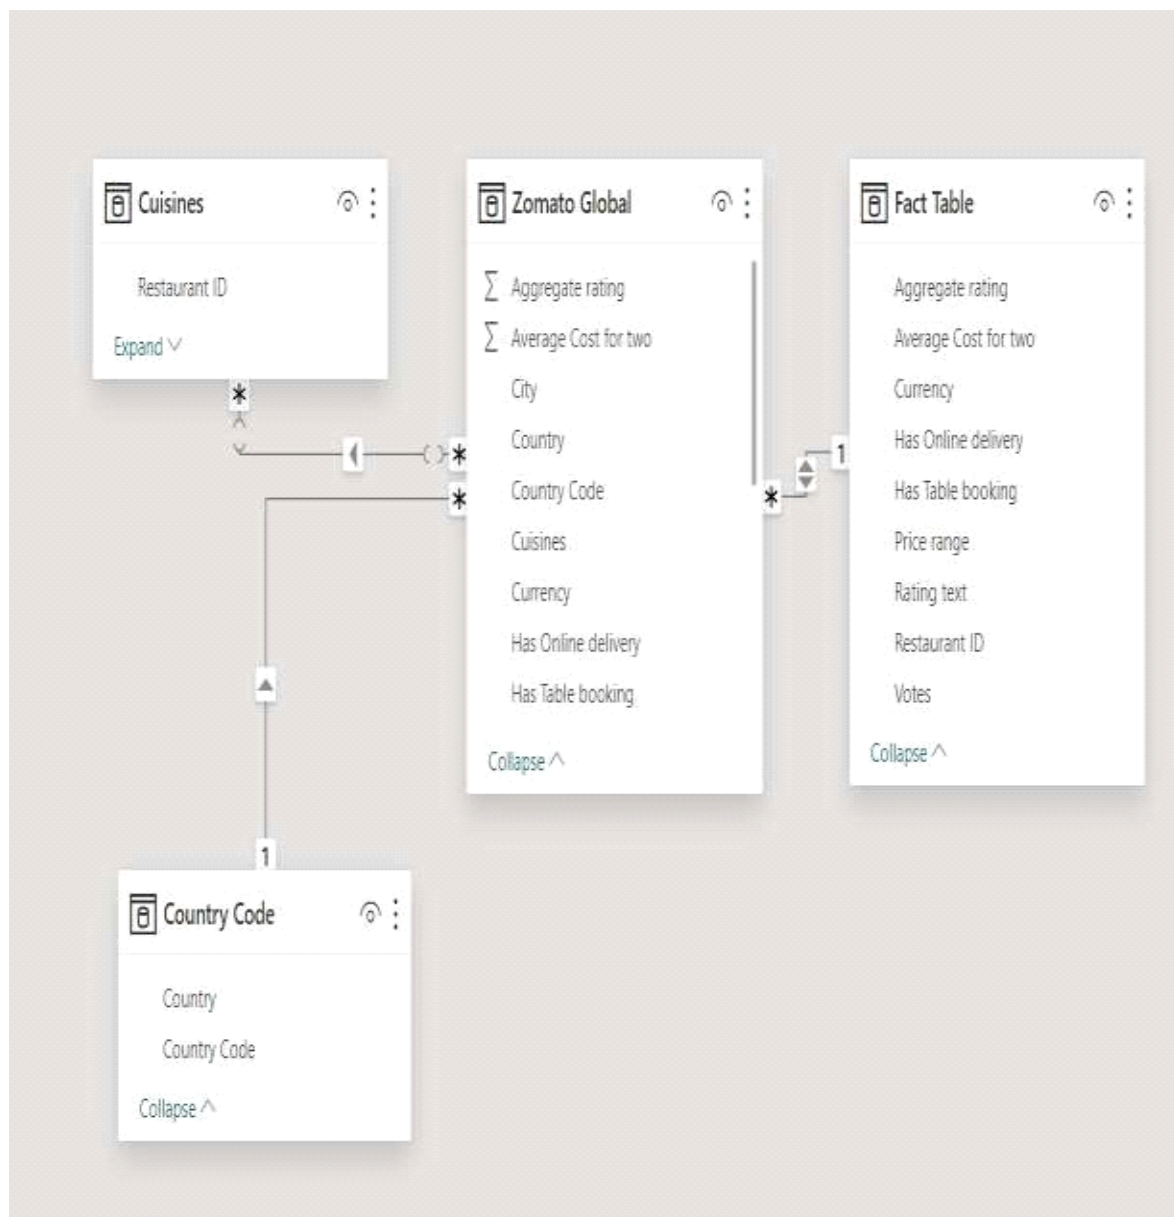 Cuisines
Restaurant ID
Expand
*
*
Zomato Global
Σ Aggregate rating
Σ Average Cost for two
City
Country
Country Code
Cuisines
Currency
Has Online delivery
Has Table booking
Collapse
*
*
1
Fact Table
Aggregate rating
Average Cost for two
Currency
Has Online delivery
Has Table booking
Price range
Rating text
Restaurant ID
Votes
Collapse
1
Country Code
Country
Country Code
Collapse